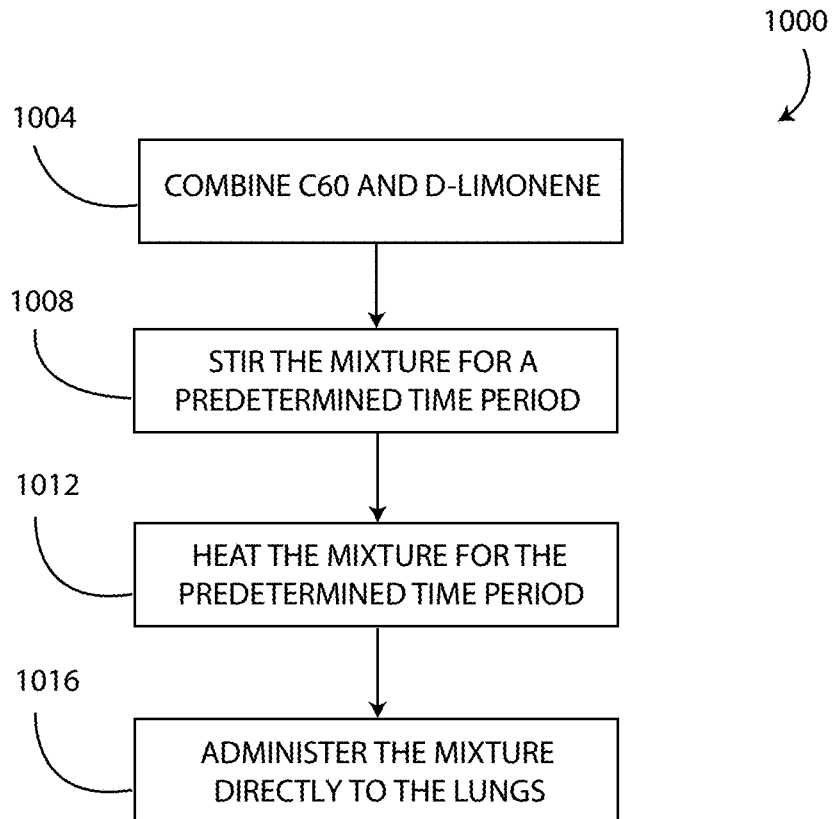 1000
1004
COMBINE C60 AND D-LIMONENE
1008
STIR THE MIXTURE FOR A
PREDETERMINED TIME PERIOD
1012
HEAT THE MIXTURE FOR THE
PREDETERMINED TIME PERIOD
1016
ADMINISTER THE MIXTURE
DIRECTLY TO THE LUNGS